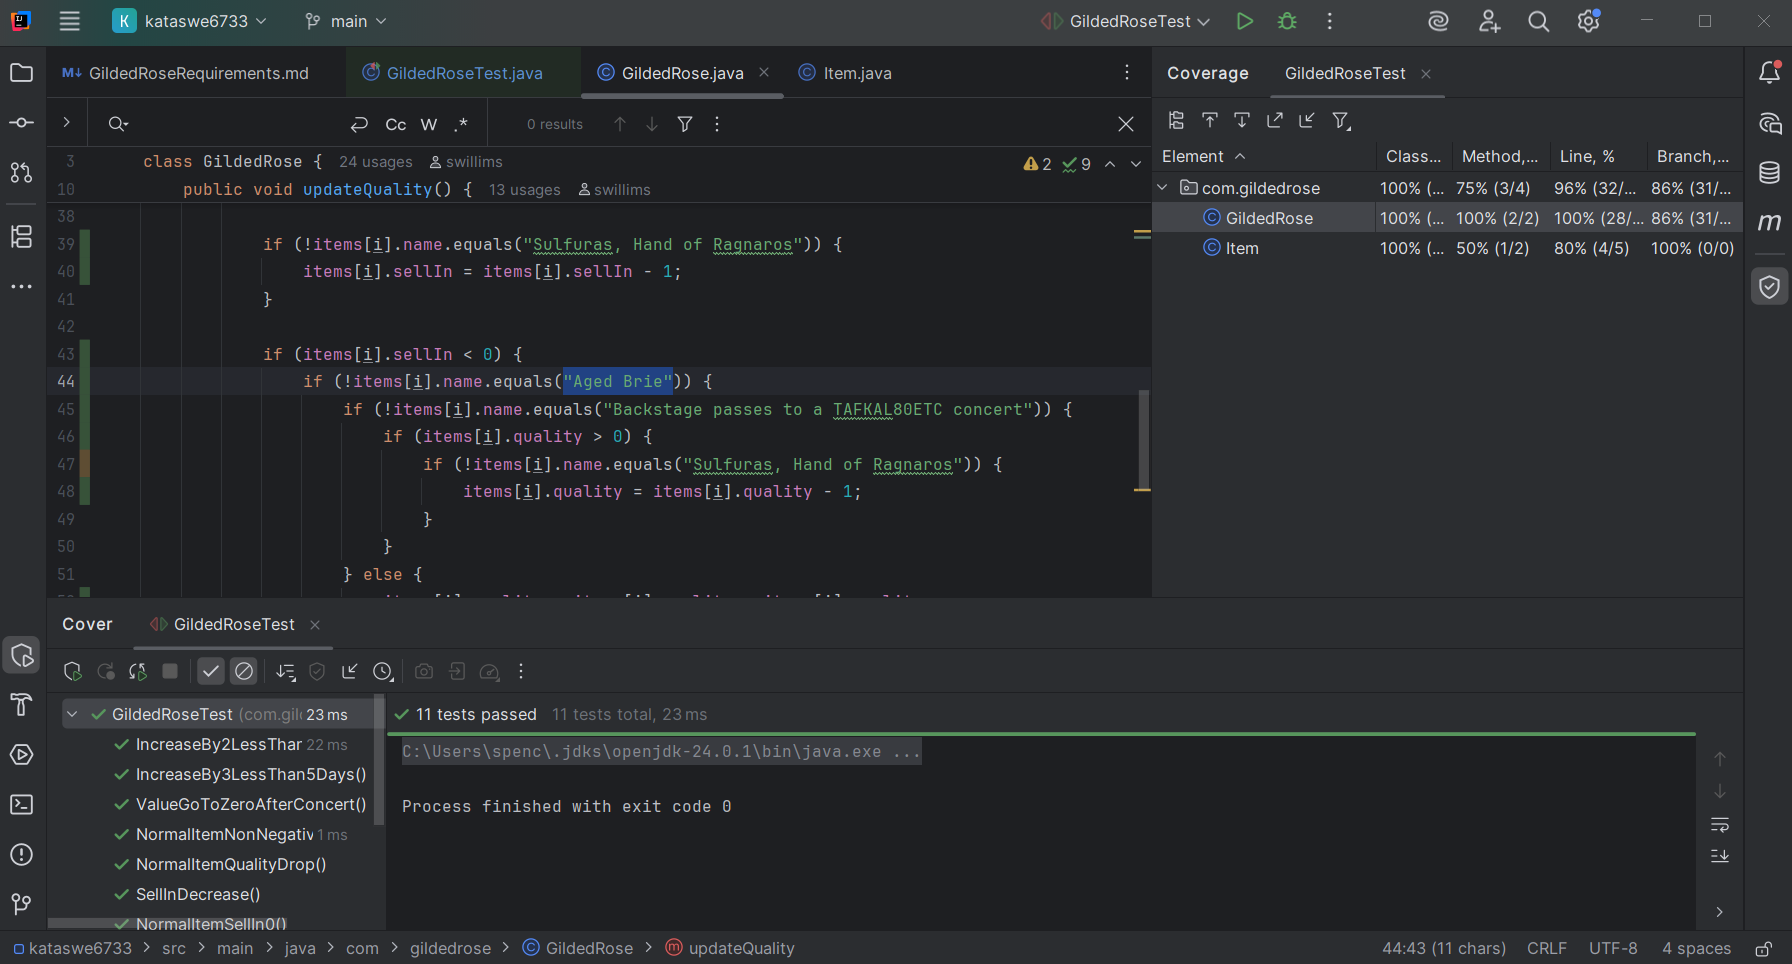 K kataswe6733 main GildedRoseTest
GildedRoseRequirements.md GildedRoseTest.java GildedRose.java Item.java
Cc W .* 0 results
3 class GildedRose { 24 usages swillims 2 9
10 public void updateQuality() { 13 usages swillims
38
39 if (!items[i].name.equals("Sulfuras, Hand of Ragnaros")) {
40 items[i].sellIn = items[i].sellIn - 1;
41 }
42
43 if (items[i].sellIn < 0) {
44 if (!items[i].name.equals("Aged Brie")) {
45 if (!items[i].name.equals("Backstage passes to a TAFKAL80ETC concert")) {
46 if (items[i].quality > 0) {
47 if (!items[i].name.equals("Sulfuras, Hand of Ragnaros")) {
48 items[i].quality = items[i].quality - 1;
49 }
50 }
51 } else {
Coverage GildedRoseTest
Element Class... Method,... Line, % Branch,...
com.gildedrose 100% (... 75% (3/4) 96% (32/... 86% (31/...
GildedRose 100% (... 100% (2/2) 100% (28/... 86% (31/...
Item 100% (... 50% (1/2) 80% (4/5) 100% (0/0)
m
Cover GildedRoseTest
GildedRoseTest (com.gil 23 ms
IncreaseBy2LessThan 22 ms
IncreaseBy3LessThan5Days()
ValueGoToZeroAfterConcert()
NormalItemNonNegativ 1 ms
NormalItemQualityDrop()
SellInDecrease()
NormalItemSellIn0()
11 tests passed 11 tests total, 23 ms
C:\Users\spenc\.jdks\openjdk-24.0.1\bin\java.exe ...
Process finished with exit code 0
kataswe6733 > src > main > java > com > gildedrose > GildedRose > updateQuality
44:43 (11 chars) CRLF UTF-8 4 spaces